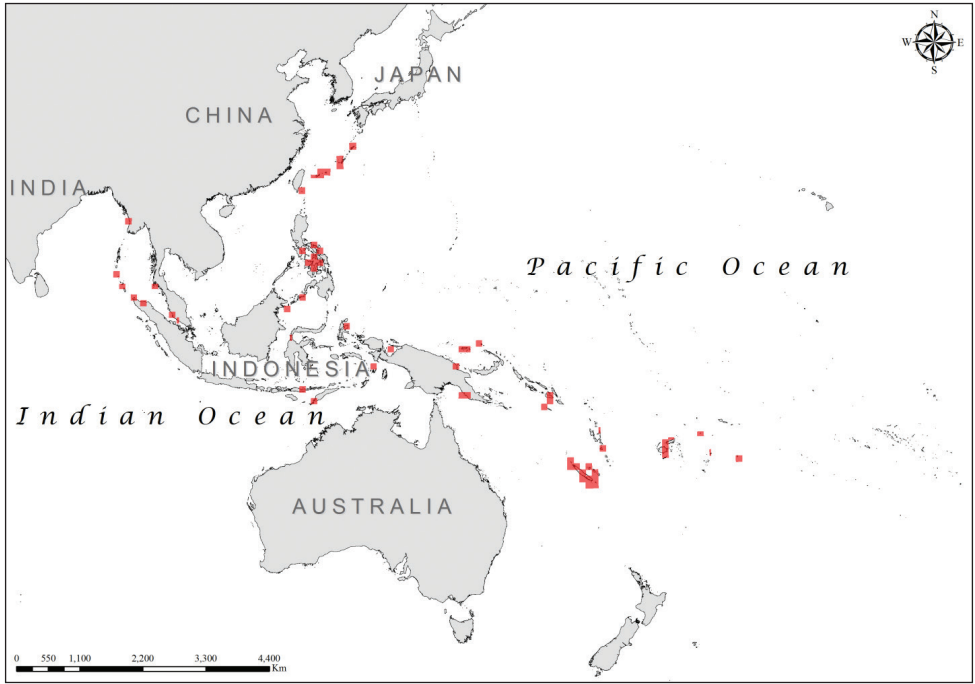 N
W E
S
JAPAN
CHINA
INDIA
Pacific Ocean
INDONESIA
Indian Ocean
AUSTRALIA
0 550 1,100 2,200 3,300 4,400
Km